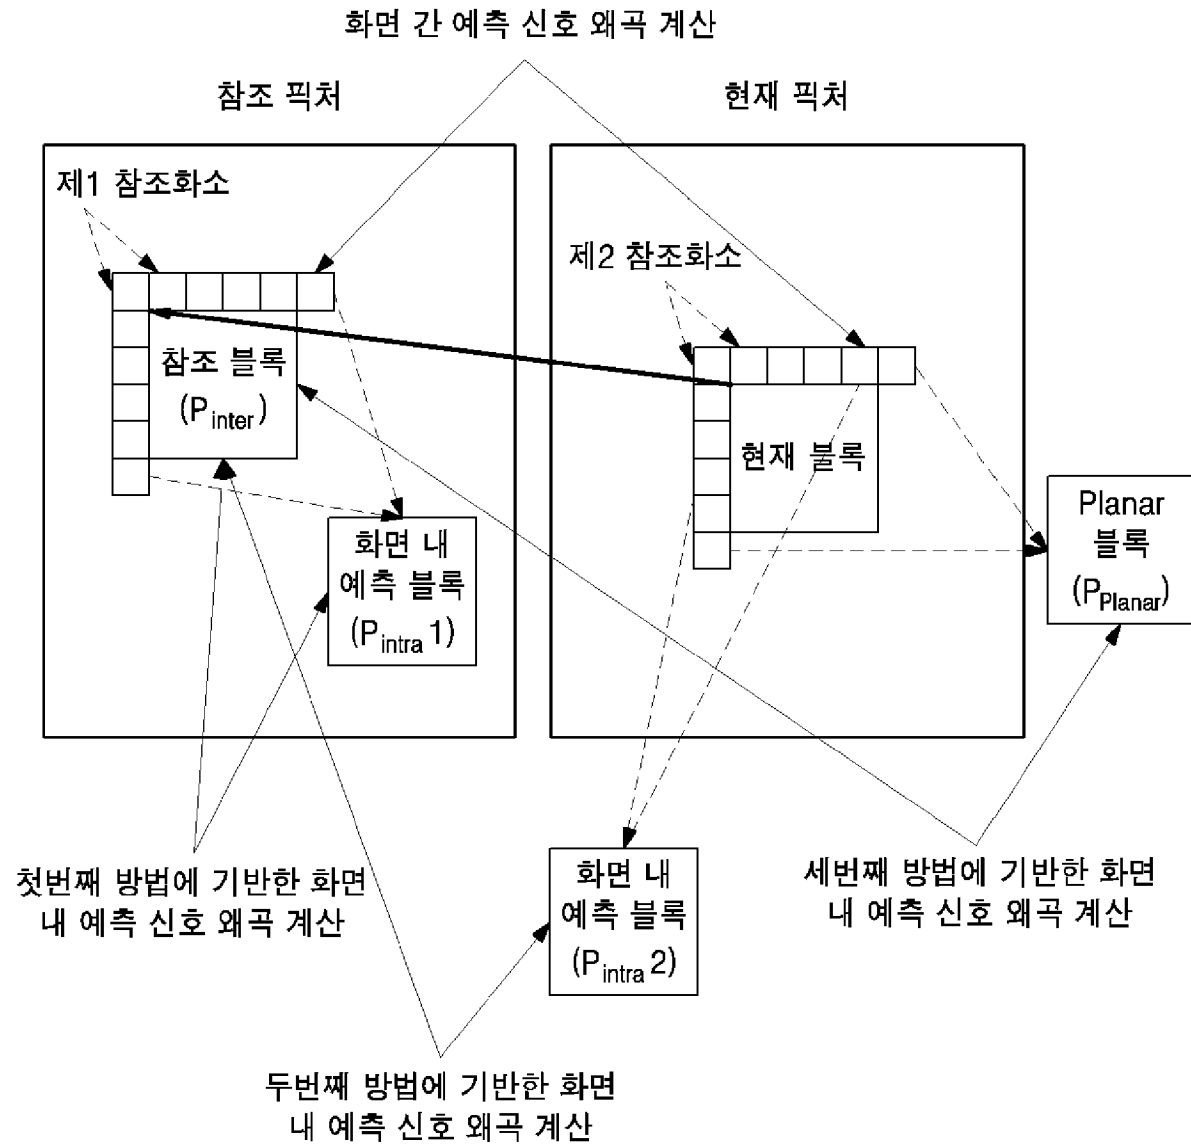 화면 간 예측 신호 왜곡 계산
참조 픽처
현재 픽처
제1 참조화소
제2 참조화소
참조 블록
(P_inter)
현재 블록
화면 내
예측 블록
(P_intra 1)
Planar
블록
(P_Planar)
첫번째 방법에 기반한 화면
내 예측 신호 왜곡 계산
화면 내
예측 블록
(P_intra 2)
세번째 방법에 기반한 화면
내 예측 신호 왜곡 계산
두번째 방법에 기반한 화면
내 예측 신호 왜곡 계산